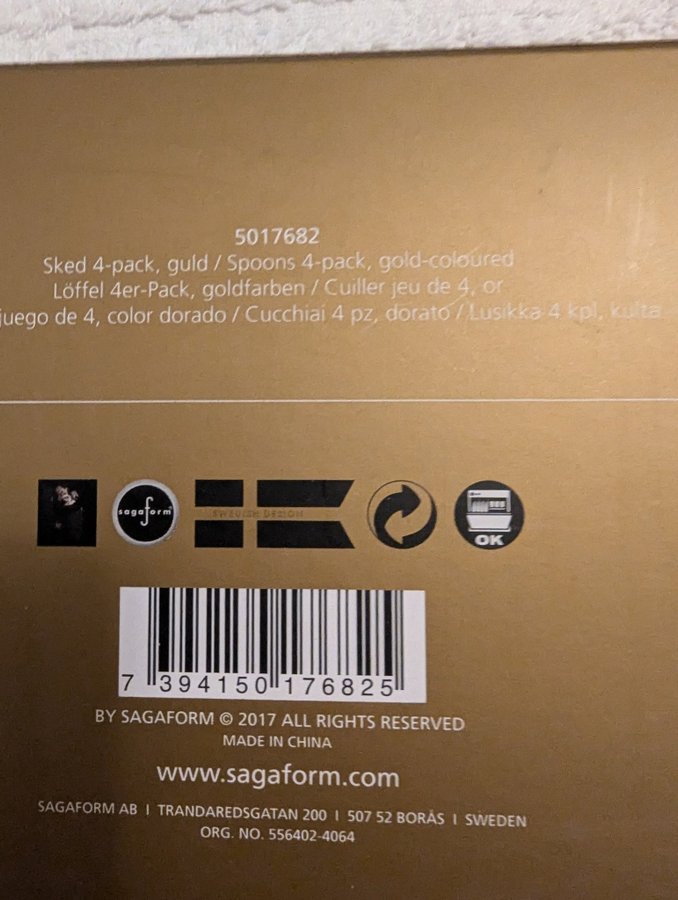 5017682
Sked 4-pack, guld / Spoons 4-pack, gold-coloured
Löffel 4er-Pack, goldfarben / Cuiller jeu de 4, or
juego de 4, color dorado / Cucchiai 4 pz, dorato / Lusikka 4 kpl, kulta
sagaform®
SWEDISH DESIGN
OK
7 394150 176825
BY SAGAFORM © 2017 ALL RIGHTS RESERVED
MADE IN CHINA
www.sagaform.com
SAGAFORM AB I TRANDAREDSGATAN 200 I 507 52 BORÅS I SWEDEN
ORG. NO. 556402-4064